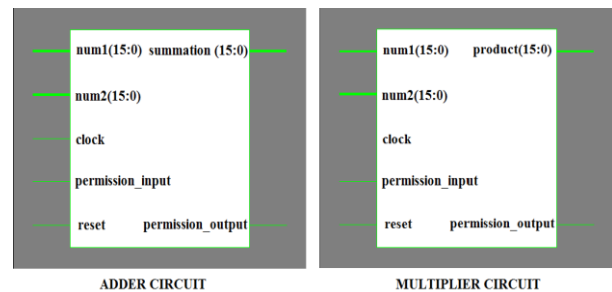 num1(15:0) summation (15:0)
num2(15:0)
clock
permission_input
reset permission_output
ADDER CIRCUIT
num1(15:0) product(15:0)
num2(15:0)
clock
permission_input
reset permission_output
MULTIPLIER CIRCUIT